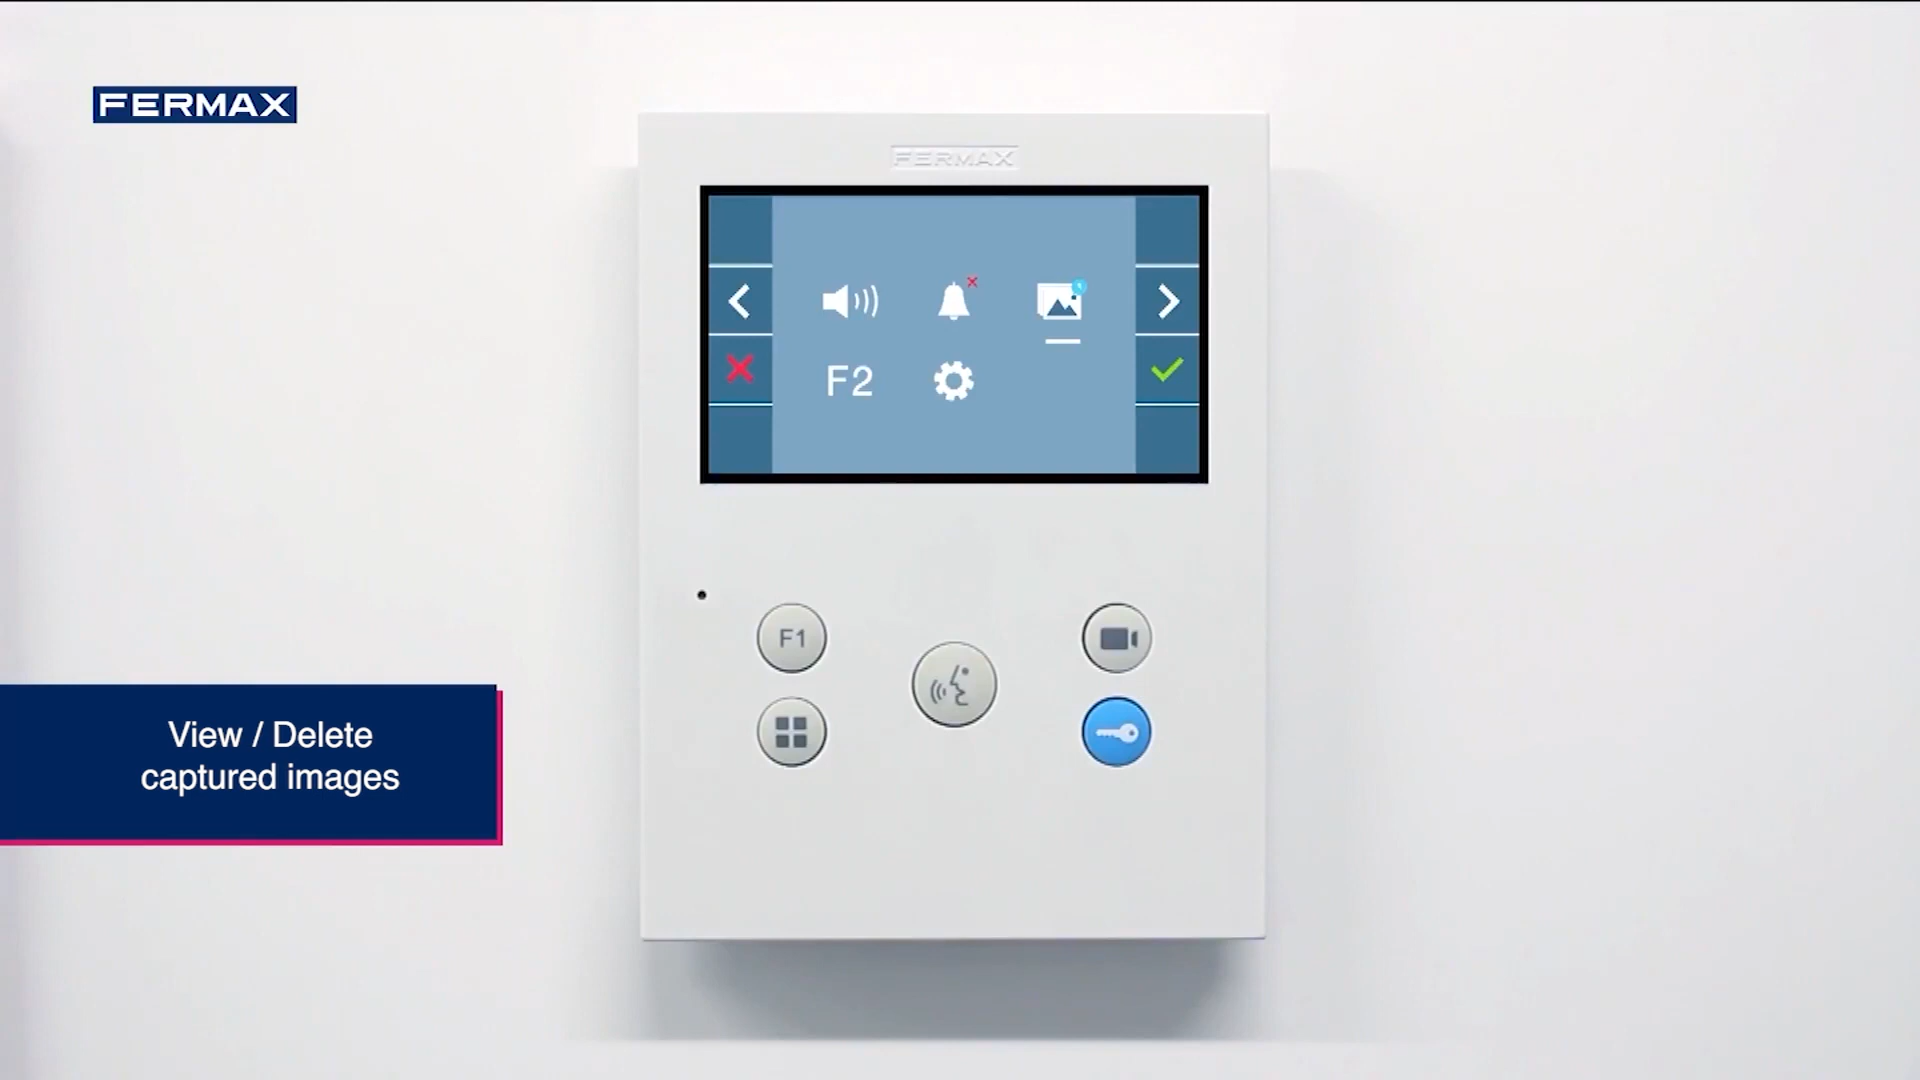 FERMAX
FERMAX
F2
F1
View / Delete
captured images